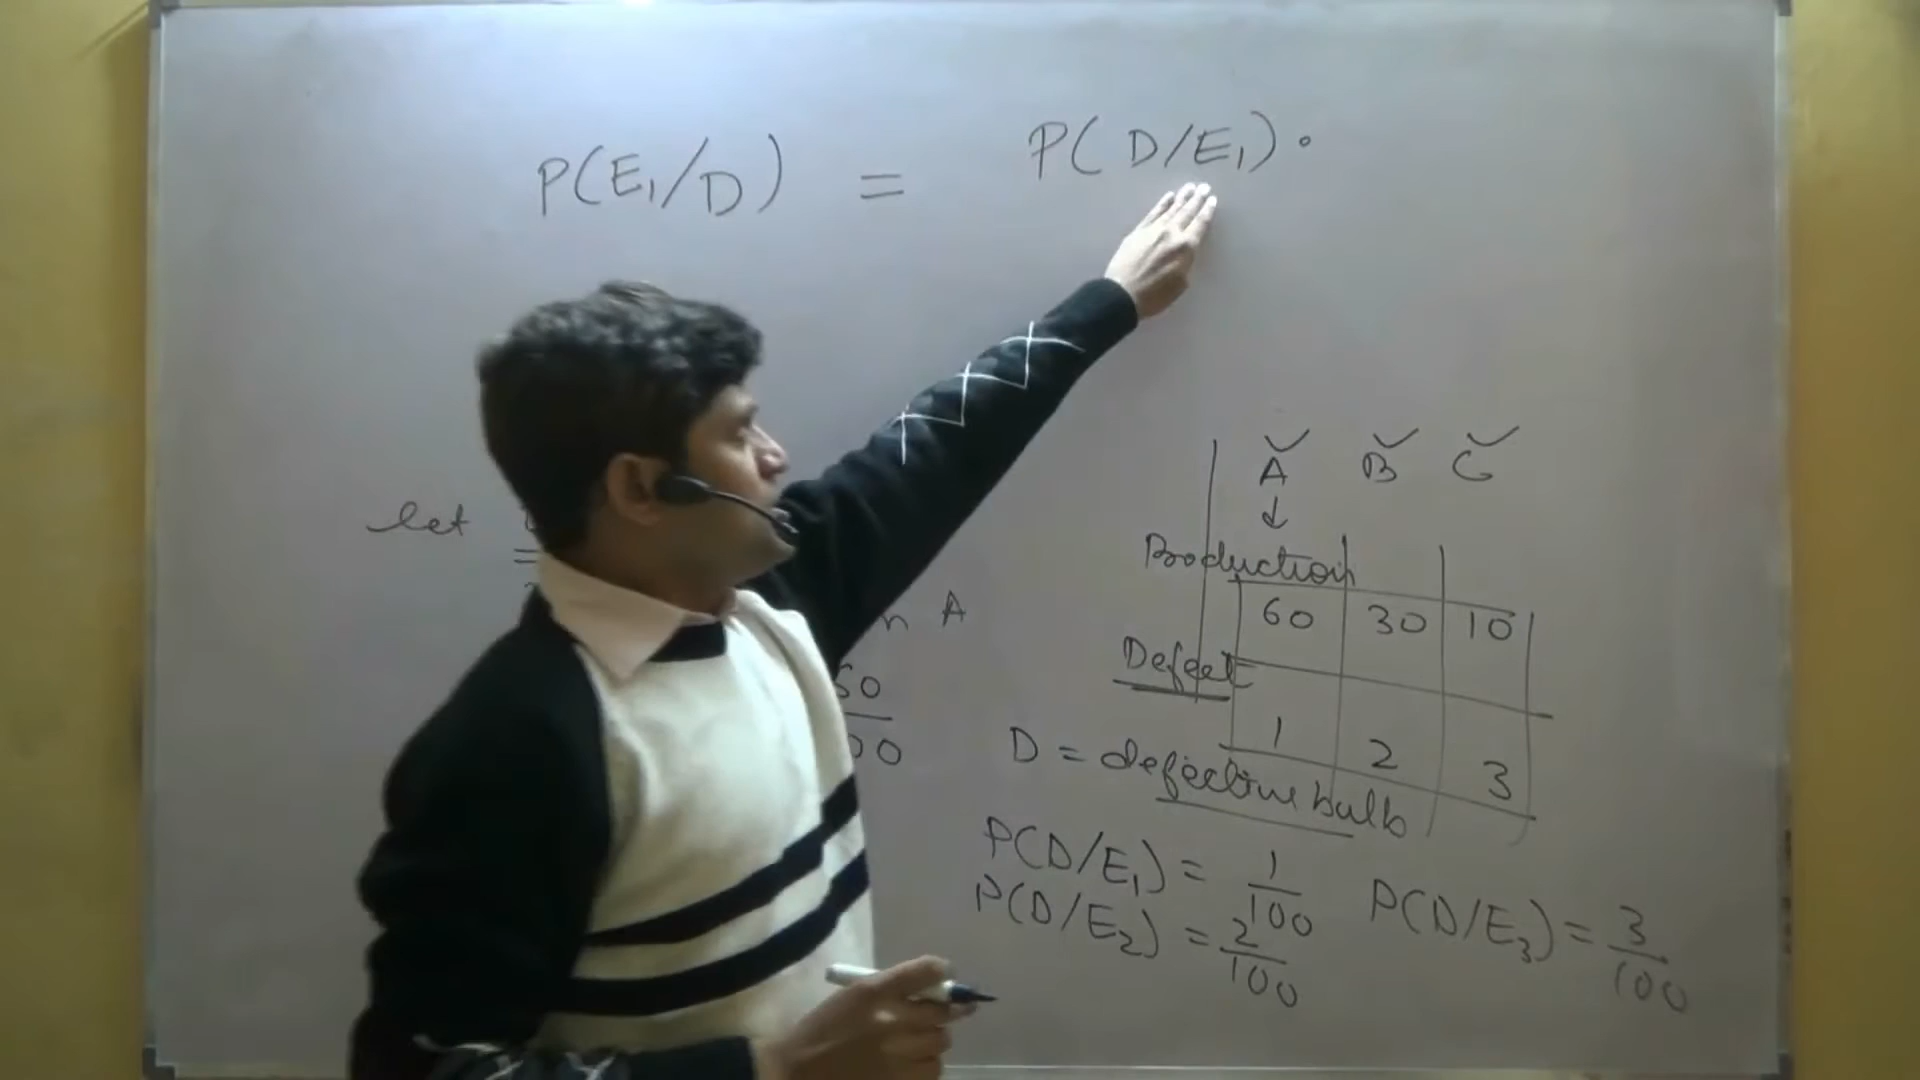 P(E₁/D) = P(D/E₁) ·
let
A B C
↓
Production
60 30 10
A
Defect
1 2 3
D = defective bulb
P(D/E₁) = 1/100
P(D/E₂) = 2/100
P(D/E₃) = 3/100